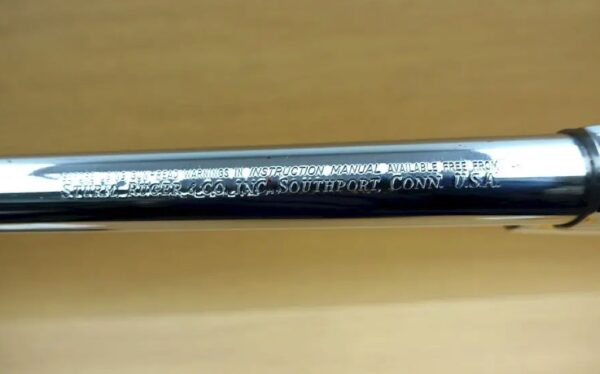 WARNINGS IN INSTRUCTION MANUAL AVAILABLE FREE FROM
STURM, RUGER & CO. INC. SOUTHPORT, CONN. U.S.A.